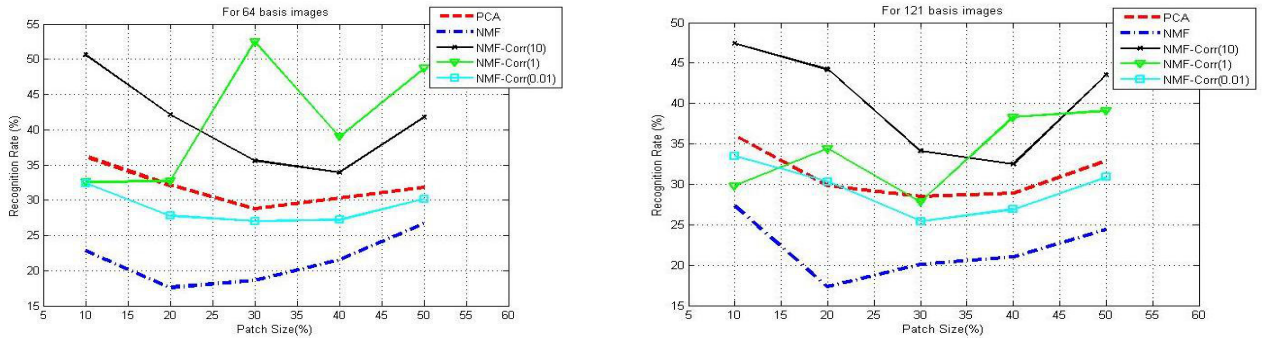 For 64 basis images
PCA
NMF
NMF-Corr(10)
NMF-Corr(1)
NMF-Corr(0.01)
55
50
45
40
35
30
25
20
15
Recognition Rate (%)
5 10 15 20 25 30 35 40 45 50 55 60
Patch Size(%)
For 121 basis images
PCA
NMF
NMF-Corr(10)
NMF-Corr(1)
NMF-Corr(0.01)
50
45
40
35
30
25
20
15
Recognition Rate (%)
5 10 15 20 25 30 35 40 45 50 55 60
Patch Size(%)